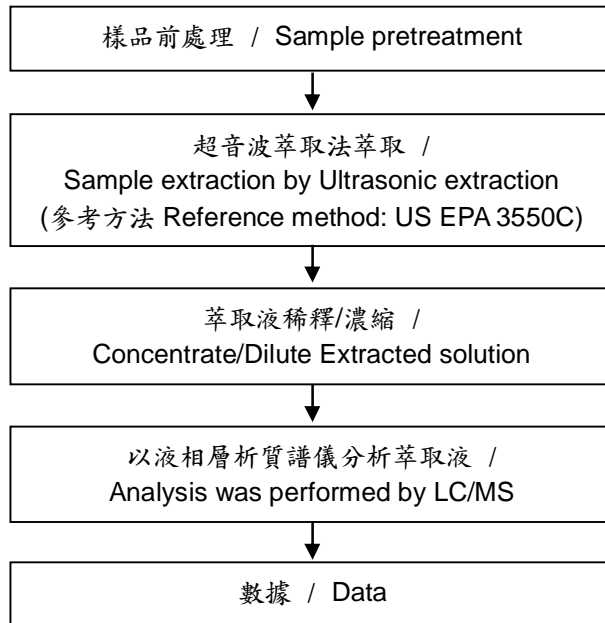 樣品前處理 / Sample pretreatment
超音波萃取法萃取 /
Sample extraction by Ultrasonic extraction
(參考方法 Reference method: US EPA 3550C)
萃取液稀釋/濃縮 /
Concentrate/Dilute Extracted solution
以液相層析質譜儀分析萃取液 /
Analysis was performed by LC/MS
數據 / Data